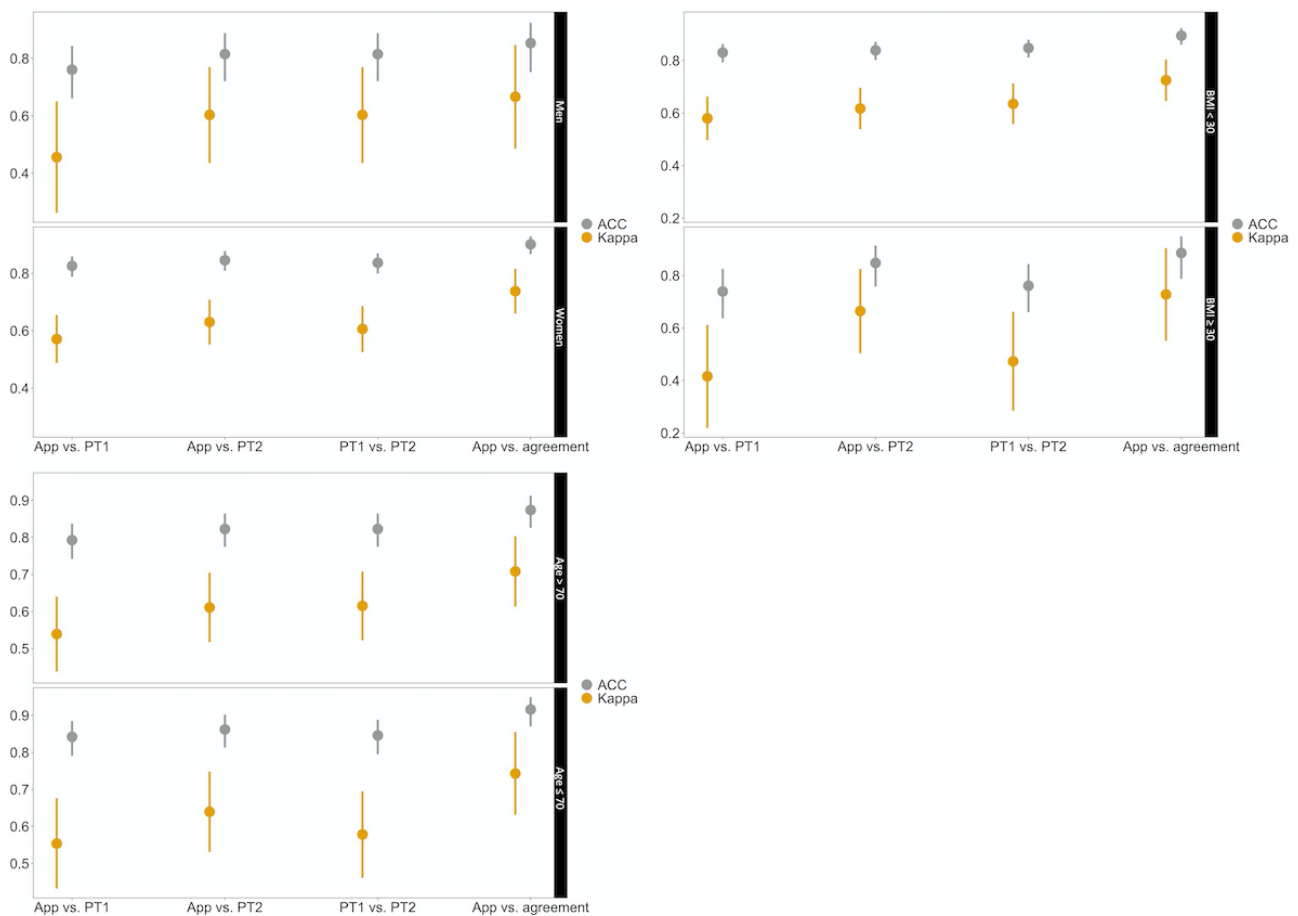 0.8
0.6
0.4
Men
0.8
0.6
0.4
Women
App vs. PT1 App vs. PT2 PT1 vs. PT2 App vs. agreement
ACC
Kappa
0.8
0.6
0.4
0.2
BMI < 30
0.8
0.6
0.4
0.2
BMI ≥ 30
App vs. PT1 App vs. PT2 PT1 vs. PT2 App vs. agreement
ACC
Kappa
0.9
0.8
0.7
0.6
0.5
Age > 70
0.9
0.8
0.7
0.6
0.5
Age ≤ 70
App vs. PT1 App vs. PT2 PT1 vs. PT2 App vs. agreement
ACC
Kappa